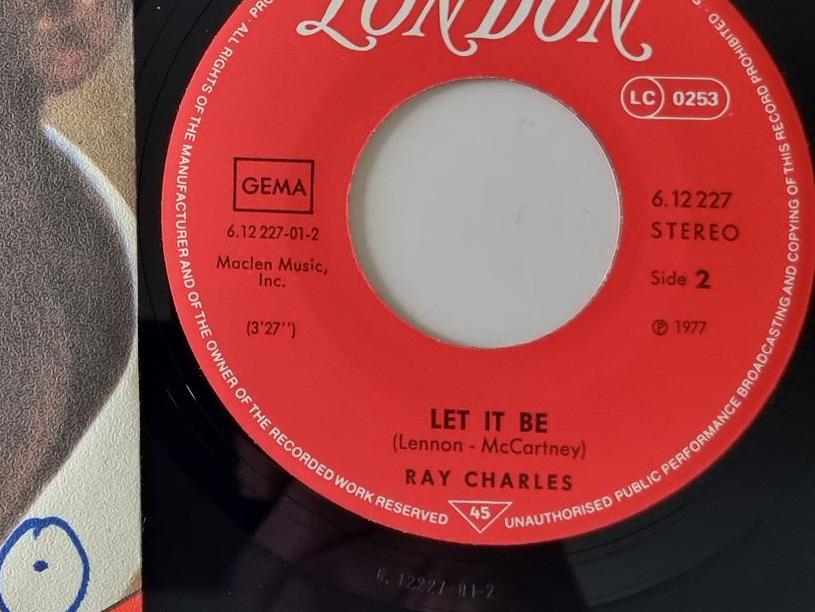 LONDON
LC 0253
GEMA
6.12 227-01-2
Maclen Music,
Inc.
(3'27'')
6.12 227
STEREO
Side 2
℗ 1977
LET IT BE
(Lennon - McCartney)
RAY CHARLES
45
ALL RIGHTS OF THE MANUFACTURER AND OF THE OWNER OF THE RECORDED WORK RESERVED
UNAUTHORISED PUBLIC PERFORMANCE BROADCASTING AND COPYING OF THIS RECORD PROHIBITED
6.12227-01-2